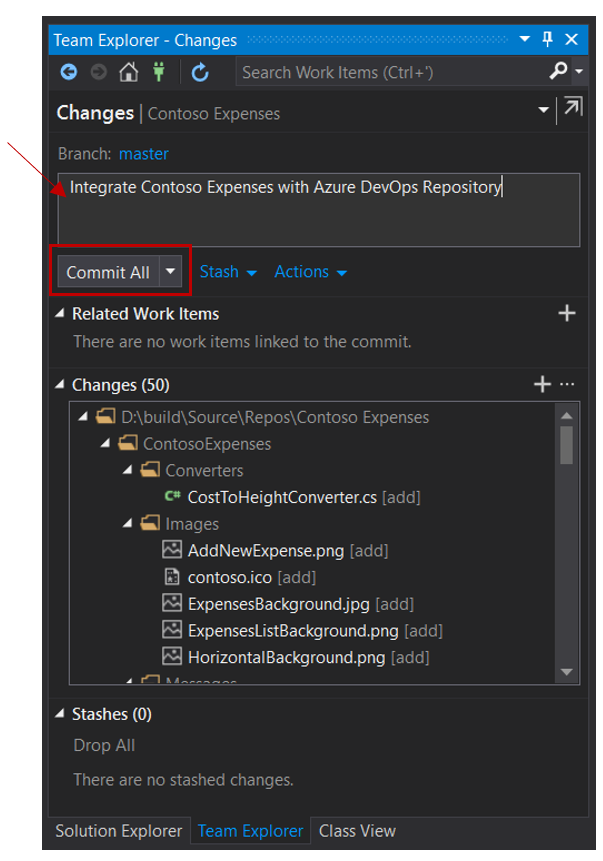 Team Explorer - Changes
Search Work Items (Ctrl+')
Changes | Contoso Expenses
Branch: master
Integrate Contoso Expenses with Azure DevOps Repository
Commit All Stash Actions
Related Work Items
There are no work items linked to the commit.
Changes (50)
D:\build\Source\Repos\Contoso Expenses
ContosoExpenses
Converters
C# CostToHeightConverter.cs [add]
Images
AddNewExpense.png [add]
contoso.ico [add]
ExpensesBackground.jpg [add]
ExpensesListBackground.png [add]
HorizontalBackground.png [add]
Messages
Stashes (0)
Drop All
There are no stashed changes.
Solution Explorer Team Explorer Class View